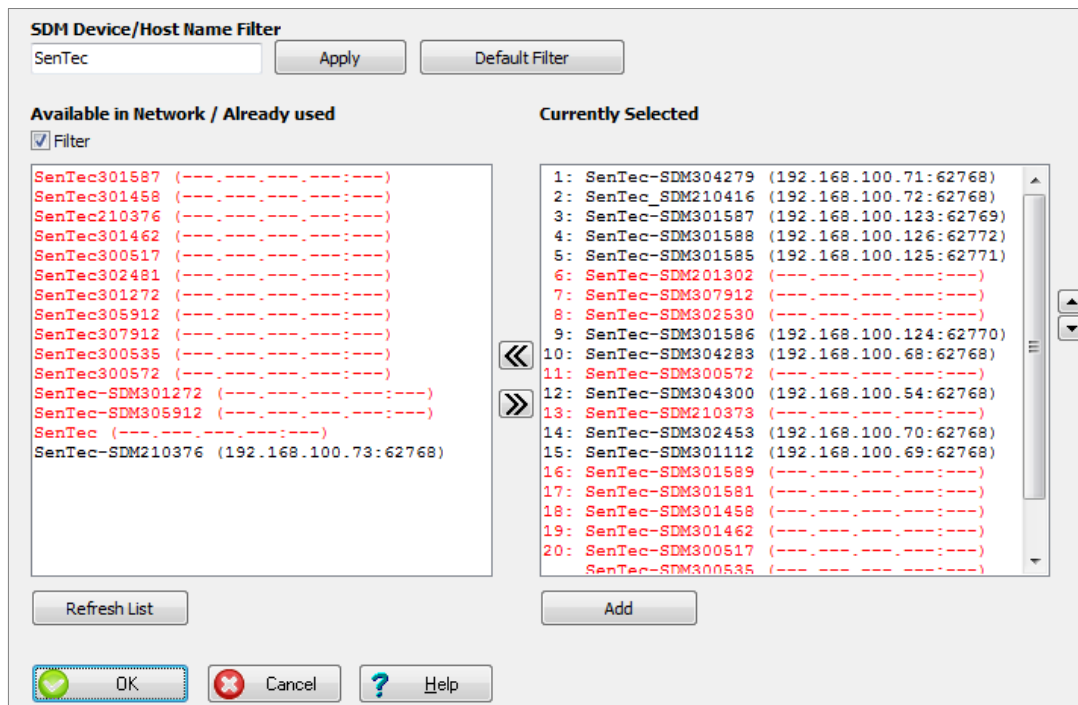 SDM Device/Host Name Filter
SenTec Apply Default Filter
Available in Network / Already used
Filter
SenTec301587 (---.---.---.---:---)
SenTec301458 (---.---.---.---:---)
SenTec210376 (---.---.---.---:---)
SenTec301462 (---.---.---.---:---)
SenTec300517 (---.---.---.---:---)
SenTec302481 (---.---.---.---:---)
SenTec301272 (---.---.---.---:---)
SenTec305912 (---.---.---.---:---)
SenTec307912 (---.---.---.---:---)
SenTec300535 (---.---.---.---:---)
SenTec300572 (---.---.---.---:---)
SenTec-SDM301272 (---.---.---.---:---)
SenTec-SDM305912 (---.---.---.---:---)
SenTec (---.---.---.---:---)
SenTec-SDM210376 (192.168.100.73:62768)
Refresh List
Currently Selected
1: SenTec-SDM304279 (192.168.100.71:62768)
2: SenTec_SDM210416 (192.168.100.72:62768)
3: SenTec-SDM301587 (192.168.100.123:62769)
4: SenTec-SDM301588 (192.168.100.126:62772)
5: SenTec-SDM301585 (192.168.100.125:62771)
6: SenTec-SDM201302 (---.---.---.---:---)
7: SenTec-SDM307912 (---.---.---.---:---)
8: SenTec-SDM302530 (---.---.---.---:---)
9: SenTec-SDM301586 (192.168.100.124:62770)
10: SenTec-SDM304283 (192.168.100.68:62768)
11: SenTec-SDM300572 (---.---.---.---:---)
12: SenTec-SDM304300 (192.168.100.54:62768)
13: SenTec-SDM210373 (---.---.---.---:---)
14: SenTec-SDM302453 (192.168.100.70:62768)
15: SenTec-SDM301112 (192.168.100.69:62768)
16: SenTec-SDM301589 (---.---.---.---:---)
17: SenTec-SDM301581 (---.---.---.---:---)
18: SenTec-SDM301458 (---.---.---.---:---)
19: SenTec-SDM301462 (---.---.---.---:---)
20: SenTec-SDM300517 (---.---.---.---:---)
SenTec-SDM300535 (---.---.---.---:---)
Add
OK Cancel Help